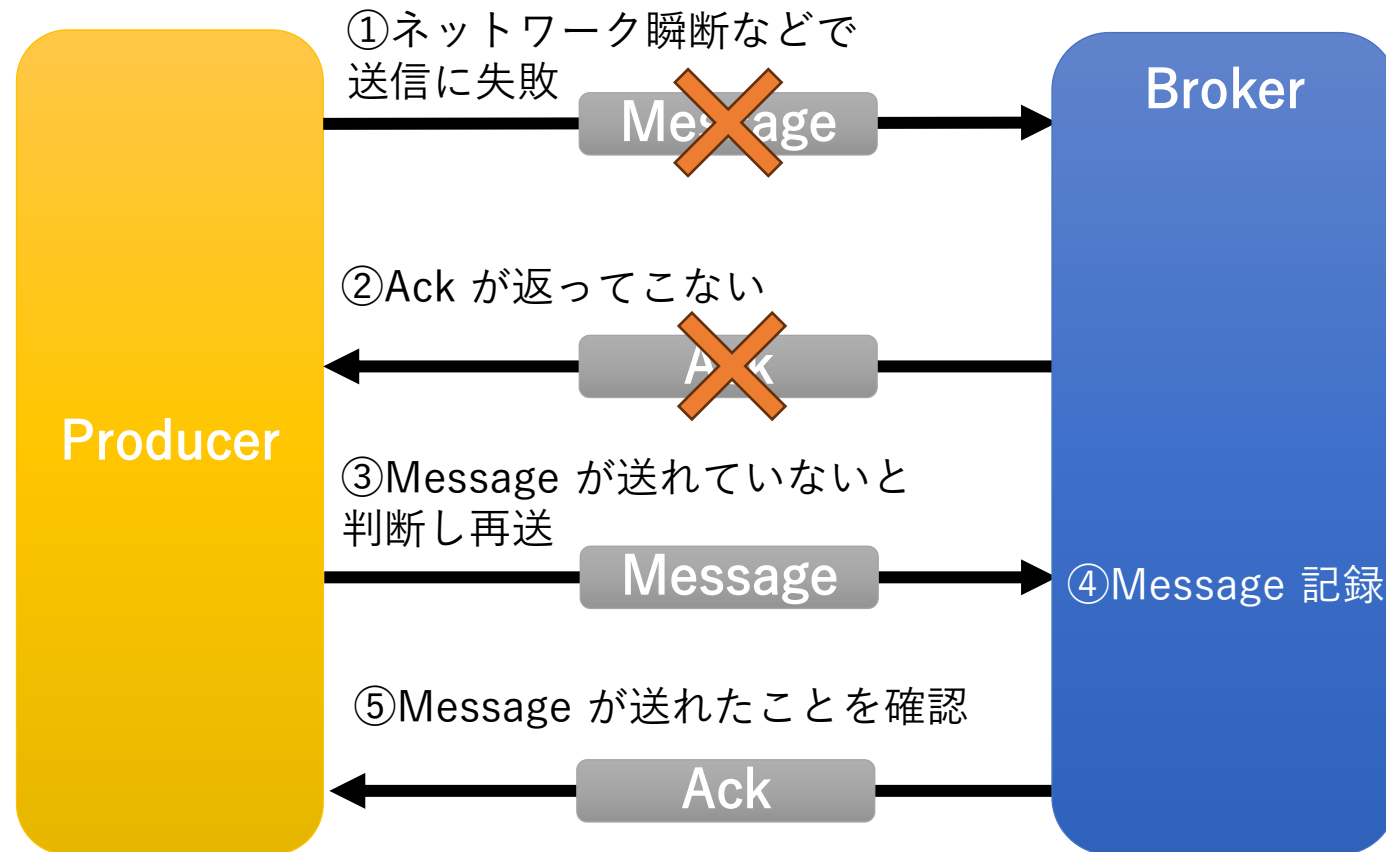 ①ネットワーク瞬断などで
送信に失敗
Message
Broker
②Ack が返ってこない
Ack
Producer
③Message が送れていないと
判断し再送
Message
④Message 記録
⑤Message が送れたことを確認
Ack